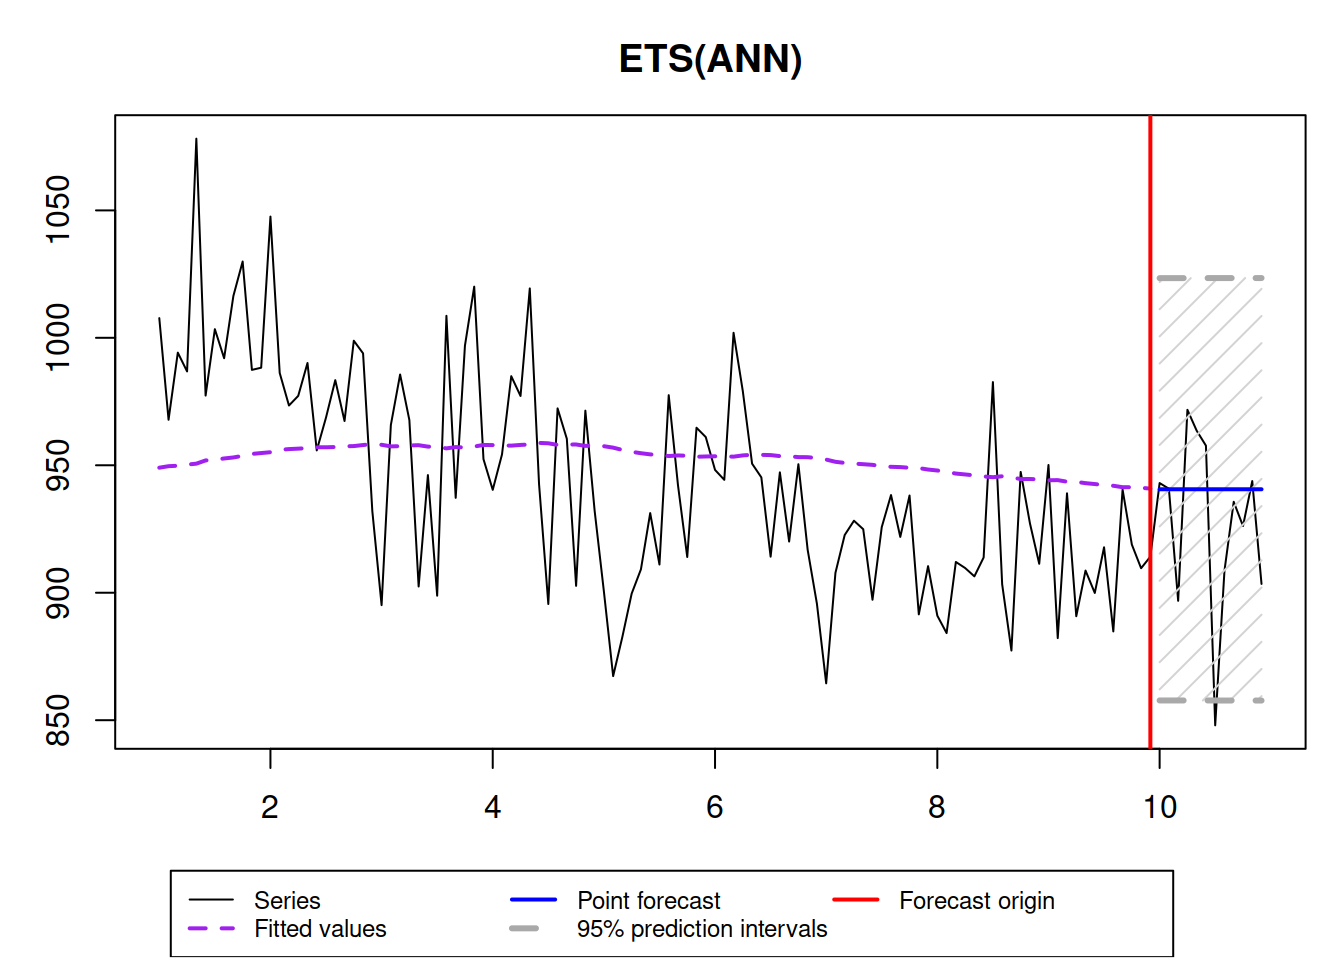 ETS(ANN)
1050
1000
950
900
850
2 4 6 8 10
Series Point forecast Forecast origin
Fitted values 95% prediction intervals